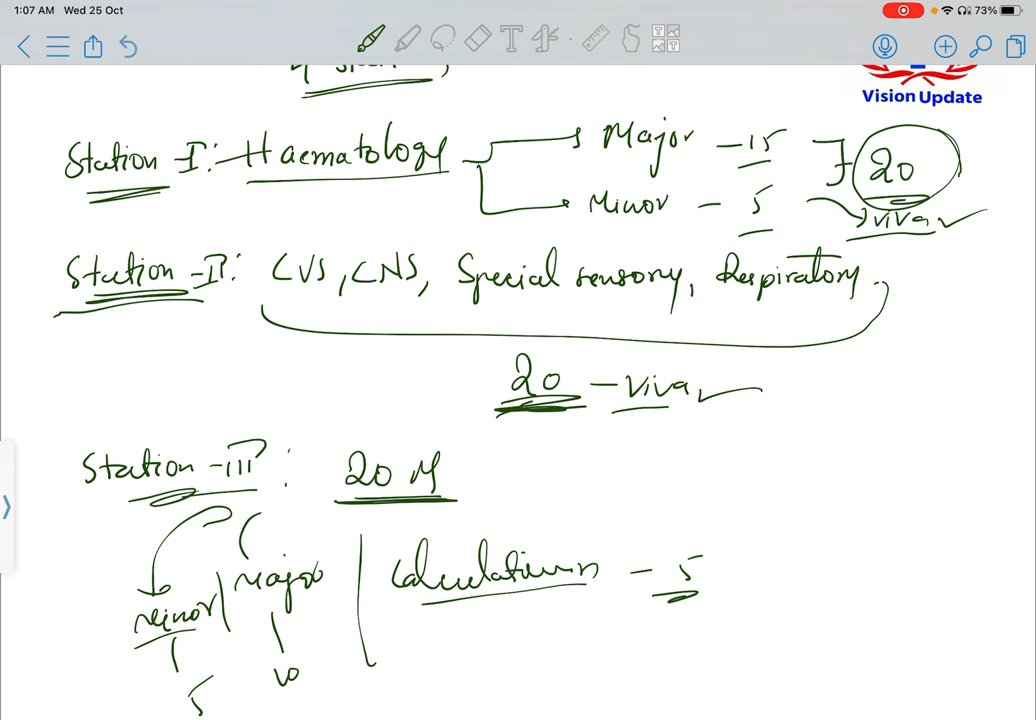 1:07 AM Wed 25 Oct 73%
Vision Update
Station-I: Haematology Major - 15 20
Minor - 5 viva
Station-II: CVS, CNS, Special sensory, Respiratory
20 - viva
Station-III: 20 M
minor major calculations - 5
5 10